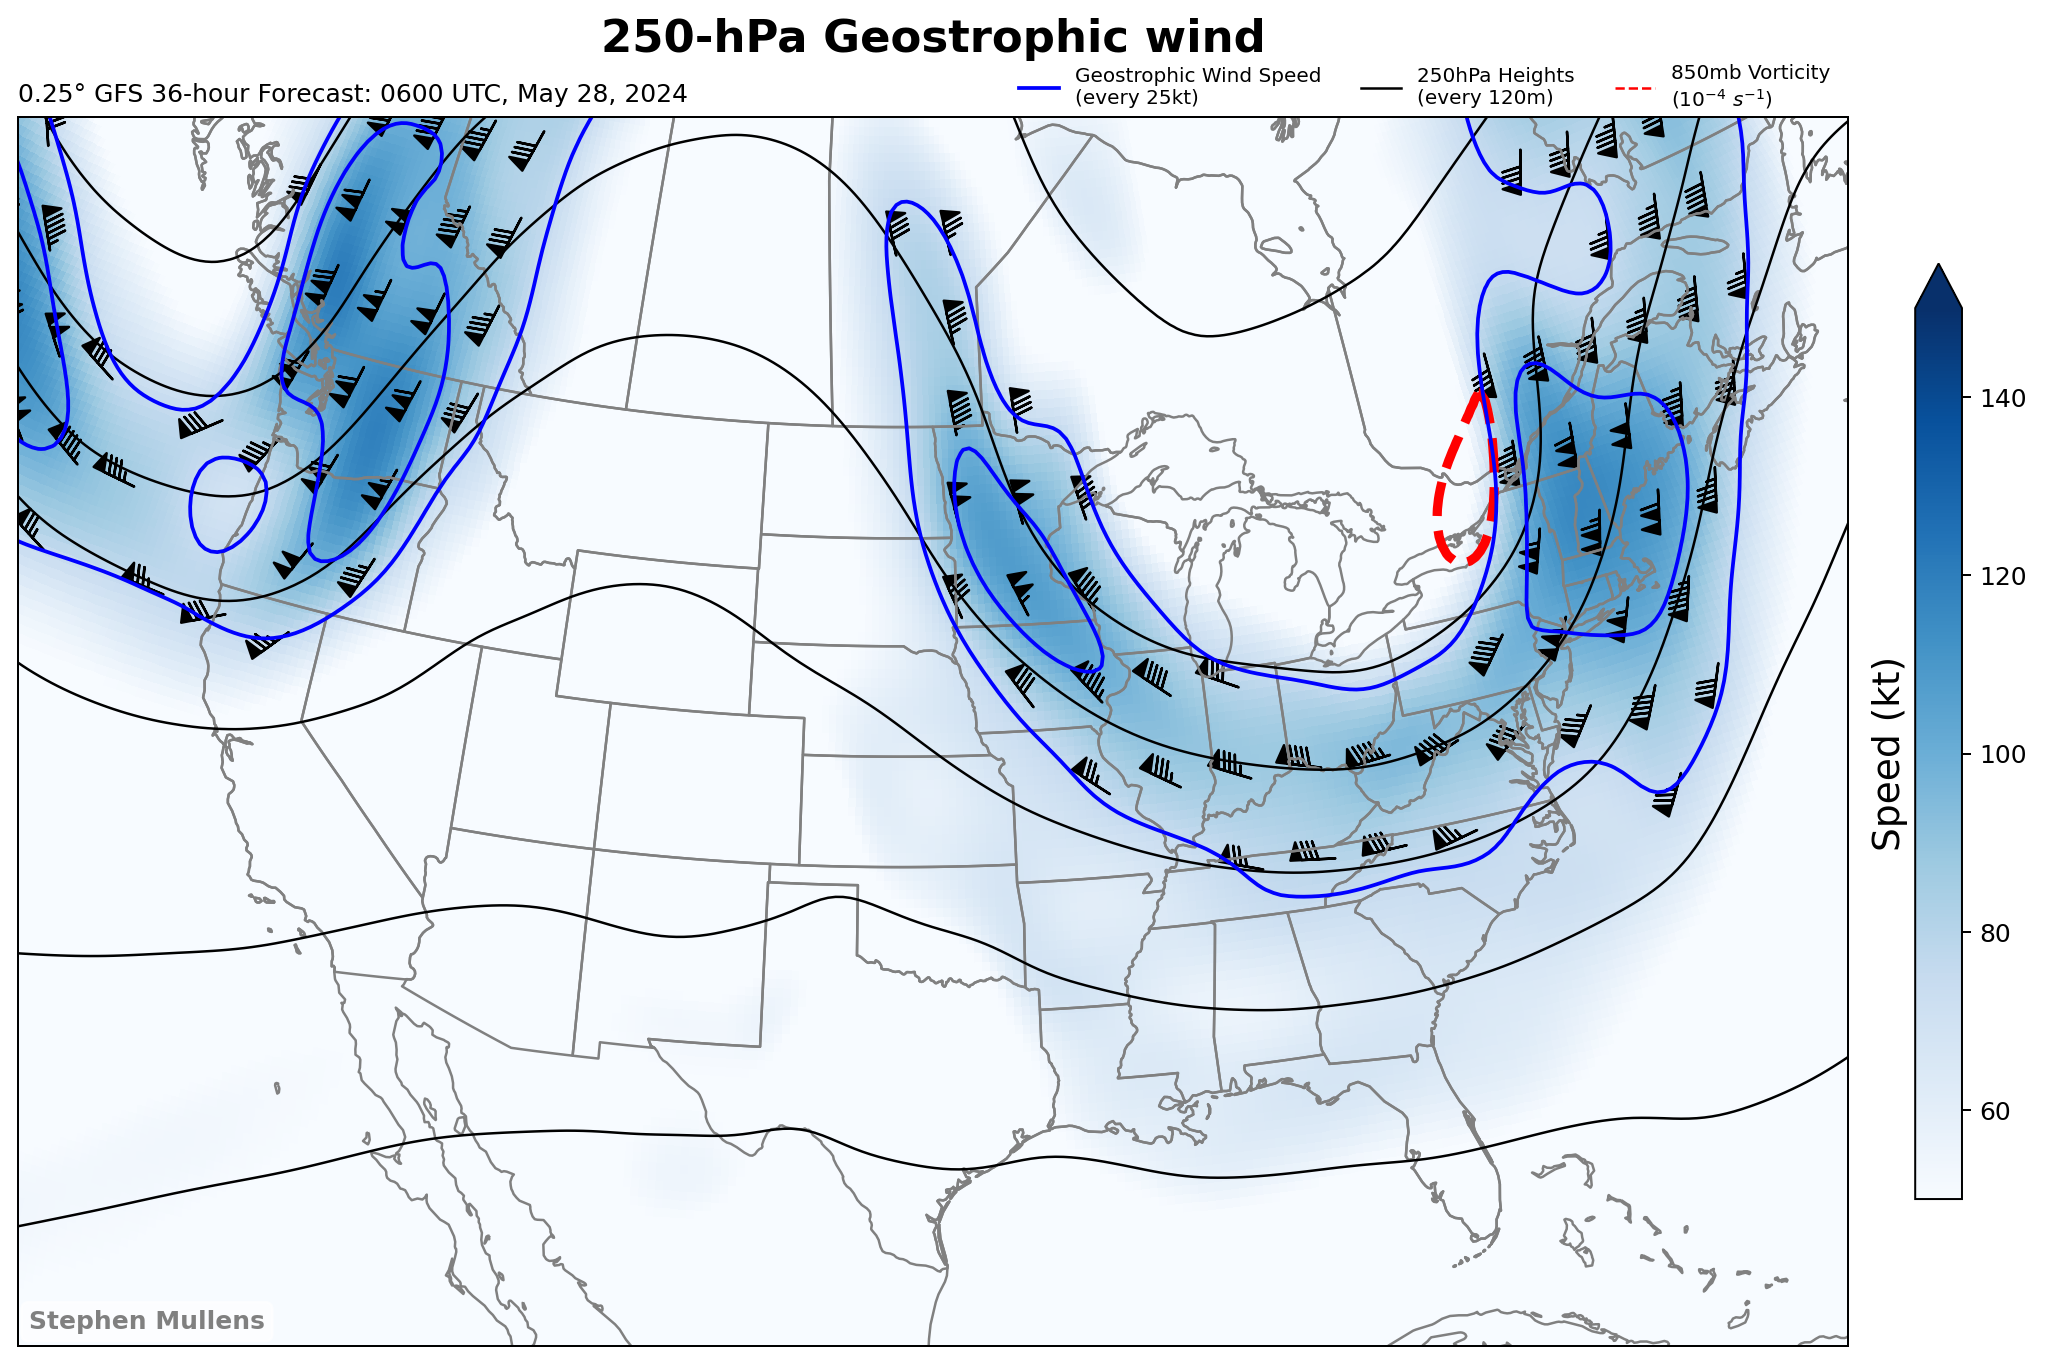 250-hPa Geostrophic wind
0.25° GFS 36-hour Forecast: 0600 UTC, May 28, 2024
Geostrophic Wind Speed
(every 25kt)
250hPa Heights
(every 120m)
850mb Vorticity
(10⁻⁴ s⁻¹)
140
120
100
80
60
Speed (kt)
Stephen Mullens